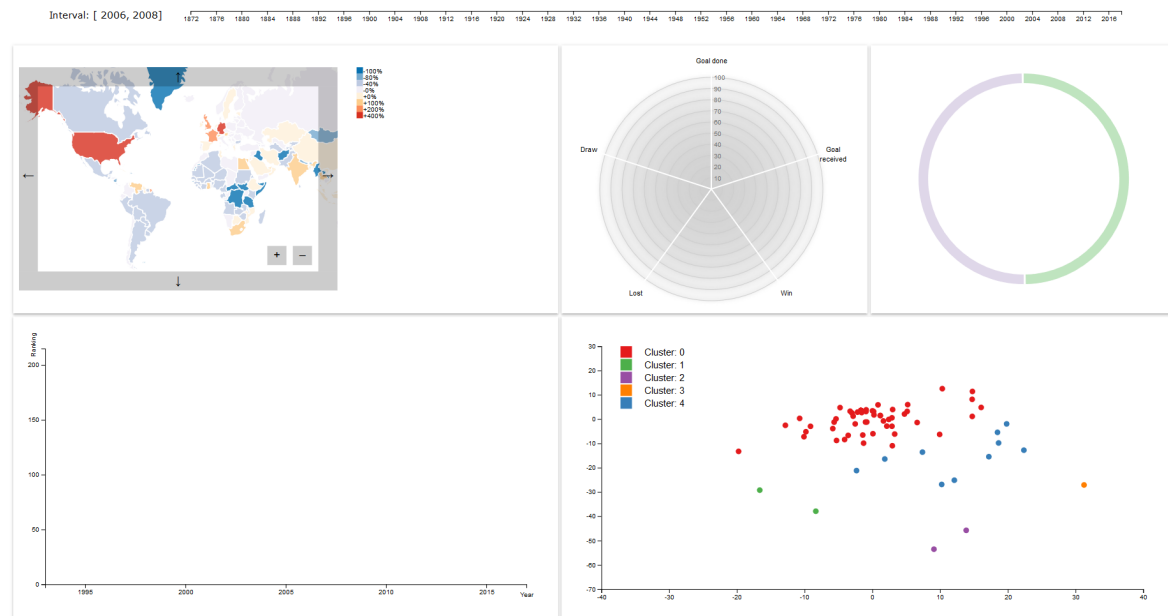 Interval: [ 2006, 2008]
1872 1876 1880 1884 1888 1892 1896 1900 1904 1908 1912 1916 1920 1924 1928 1932 1936 1940 1944 1948 1952 1956 1960 1964 1968 1972 1976 1980 1984 1988 1992 1996 2000 2004 2008 2012 2016
-100%
-80%
-40%
-0%
+0%
+100%
+200%
+400%
↑
←
→
↓
+
–
Goal done
100
90
80
70
60
50
40
30
20
10
Draw
Goal
received
Lost
Win
Ranking
200
150
100
50
0
1995 2000 2005 2010 2015
Year
Cluster: 0
Cluster: 1
Cluster: 2
Cluster: 3
Cluster: 4
30
20
10
0
-10
-20
-30
-40
-50
-60
-70
-40 -30 -20 -10 0 10 20 30 40